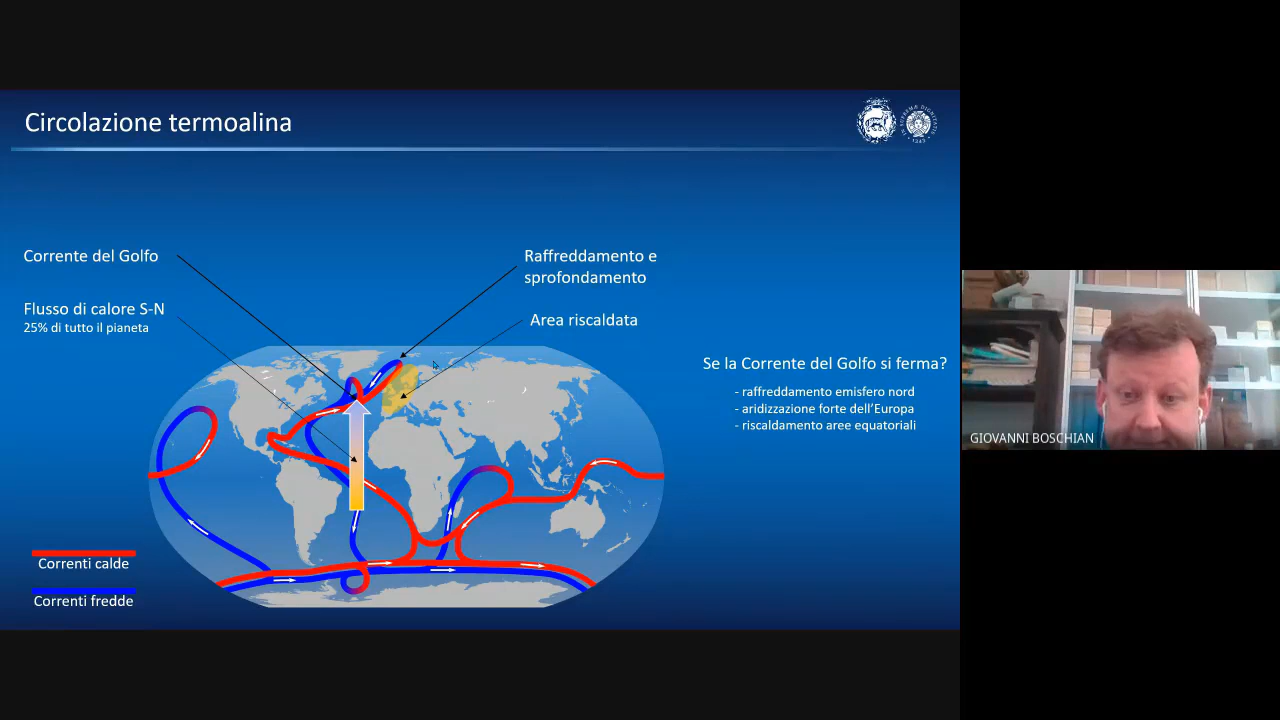 Circolazione termoalina
Corrente del Golfo
Flusso di calore S-N
25% di tutto il pianeta
Raffreddamento e
sprofondamento
Area riscaldata
Se la Corrente del Golfo si ferma?
- raffreddamento emisfero nord
- aridizzazione forte dell'Europa
- riscaldamento aree equatoriali
Correnti calde
Correnti fredde
GIOVANNI BOSCHIAN